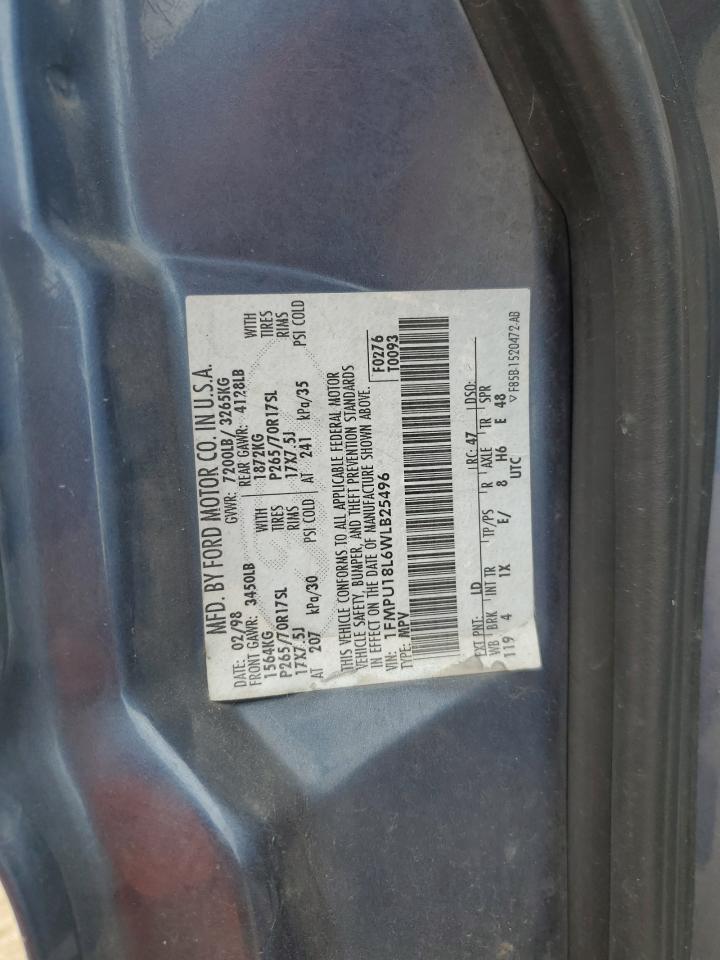 MFD. BY FORD MOTOR CO. IN U.S.A.
DATE: 02/98 GVWR: 7200LB/ 3265KG
FRONT GAWR: 3450LB REAR GAWR: 4128LB
1564KG WITH 1872KG WITH
P265/70R17SL TIRES P265/70R17SL TIRES
17X7.5J RIMS 17X7.5J RIMS
AT 207 kPa/30 PSI COLD AT 241 kPa/35 PSI COLD
THIS VEHICLE CONFORMS TO ALL APPLICABLE FEDERAL MOTOR
VEHICLE SAFETY, BUMPER, AND THEFT PREVENTION STANDARDS
IN EFFECT ON THE DATE OF MANUFACTURE SHOWN ABOVE.
VIN: 1FMPU18L6WLB25496 F0276
TYPE: MPV T0093
EXT PNT: LD RC: 47 DSO:
WB BRK INT TR TP/PS R AXLE TR SPR
119 4 1X E/ 8 H6 E 48
UTC ▽ F85B-1520472-AB